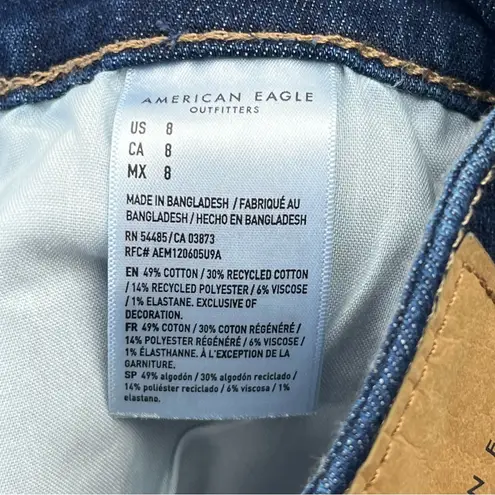 AMERICAN EAGLE
OUTFITTERS
US 8
CA 8
MX 8
MADE IN BANGLADESH / FABRIQUÉ AU
BANGLADESH / HECHO EN BANGLADESH
RN 54485 / CA 03873
RFC# AEM120605U9A
EN 49% COTTON / 30% RECYCLED COTTON
/ 14% RECYCLED POLYESTER / 6% VISCOSE
/ 1% ELASTANE. EXCLUSIVE OF
DECORATION.
FR 49% COTON / 30% COTON RÉGÉNÉRÉ /
14% POLYESTER RÉGÉNÉRÉ / 6% VISCOSE /
1% ÉLASTHANNE. À L'EXCEPTION DE LA
GARNITURE.
SP 49% algodón / 30% algodón reciclado /
14% poliéster reciclado / 6% viscosa / 1%
elastano.